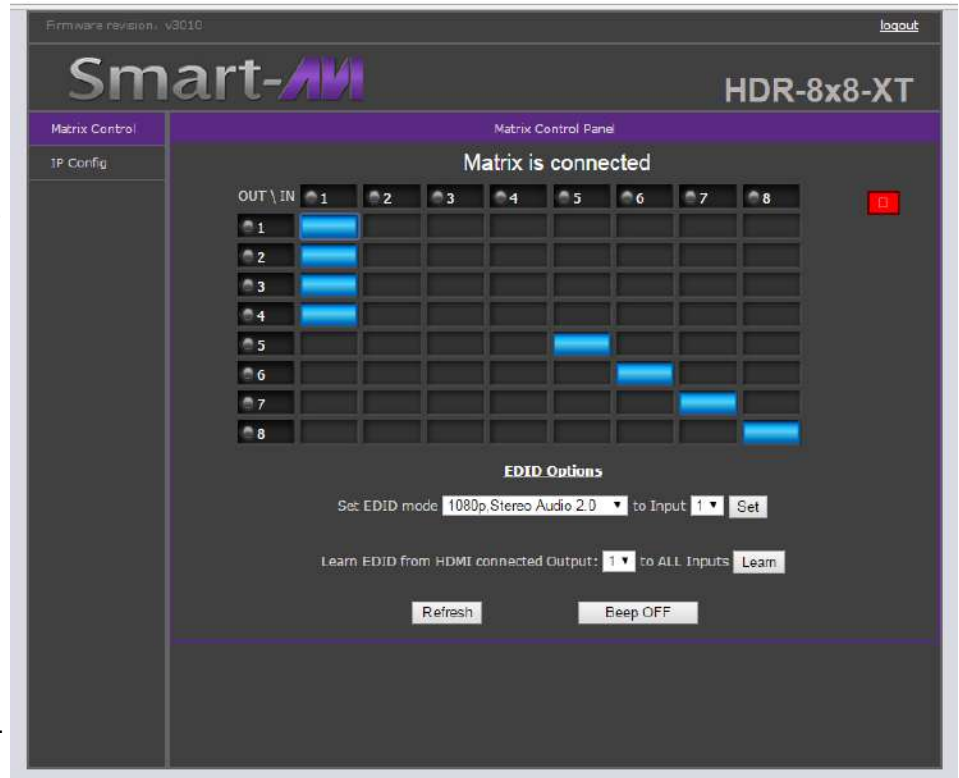 Firmware revision: v3010
logout
Smart-AVI
HDR-8x8-XT
Matrix Control
Matrix Control Panel
IP Config
Matrix is connected
OUT \ IN 1 2 3 4 5 6 7 8
1
2
3
4
5
6
7
8
EDID Options
Set EDID mode 1080p,Stereo Audio 2.0 to Input 1 Set
Learn EDID from HDMI connected Output: 1 to ALL Inputs Learn
Refresh Beep OFF